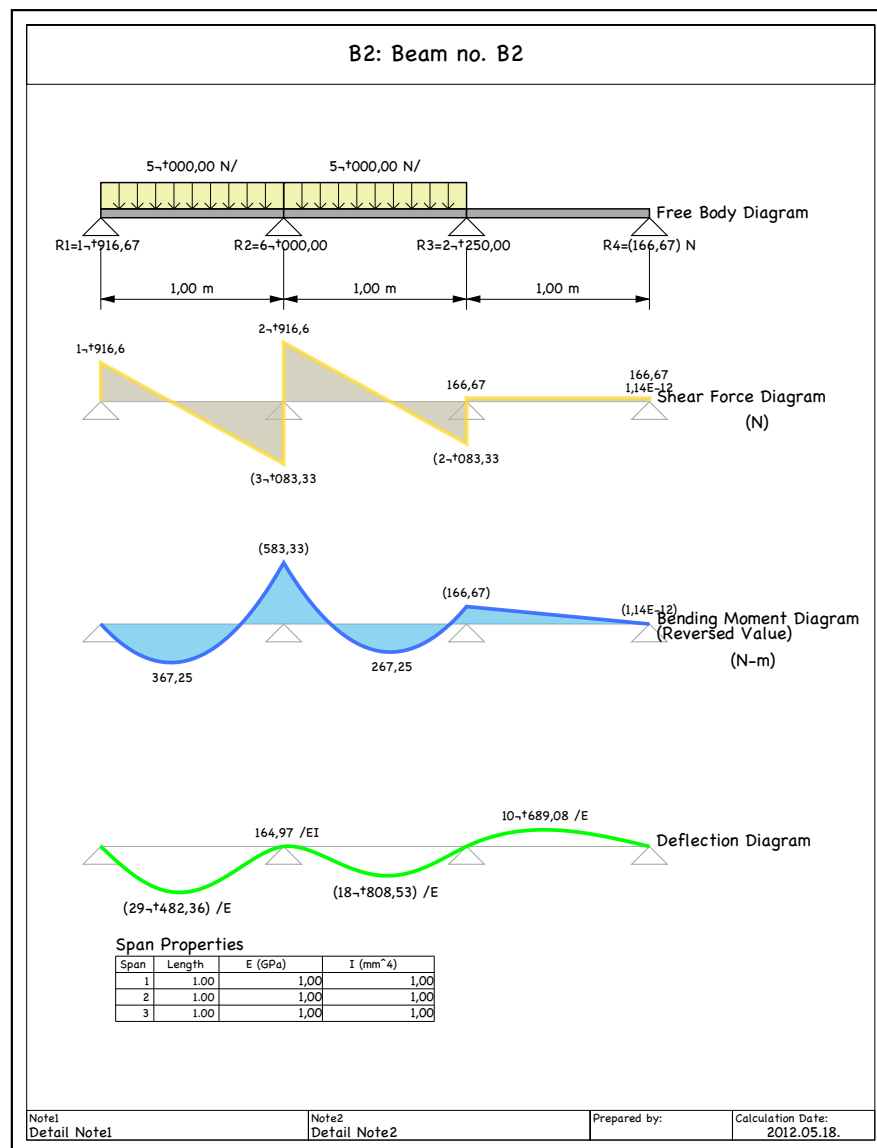 B2: Beam no. B2
5¬†000,00 N/ 5¬†000,00 N/
Free Body Diagram
R1=1¬†916,67 R2=6¬†000,00 R3=2¬†250,00 R4=(166,67) N
1,00 m 1,00 m 1,00 m
2¬†916,6
1¬†916,6
166,67
166,67
1,14E-12
Shear Force Diagram
(N)
(2¬†083,33
(3¬†083,33
(583,33)
(166,67)
(1,14E-12)
Bending Moment Diagram
(Reversed Value)
(N-m)
367,25
267,25
10¬†689,08 /E
164,97 /EI
Deflection Diagram
(18¬†808,53) /E
(29¬†482,36) /E
Span Properties
Span Length E (GPa) I (mm^4)
1 1.00 1,00 1,00
2 1.00 1,00 1,00
3 1.00 1,00 1,00
Note1 Note2 Prepared by: Calculation Date:
Detail Note1 Detail Note2 2012.05.18.